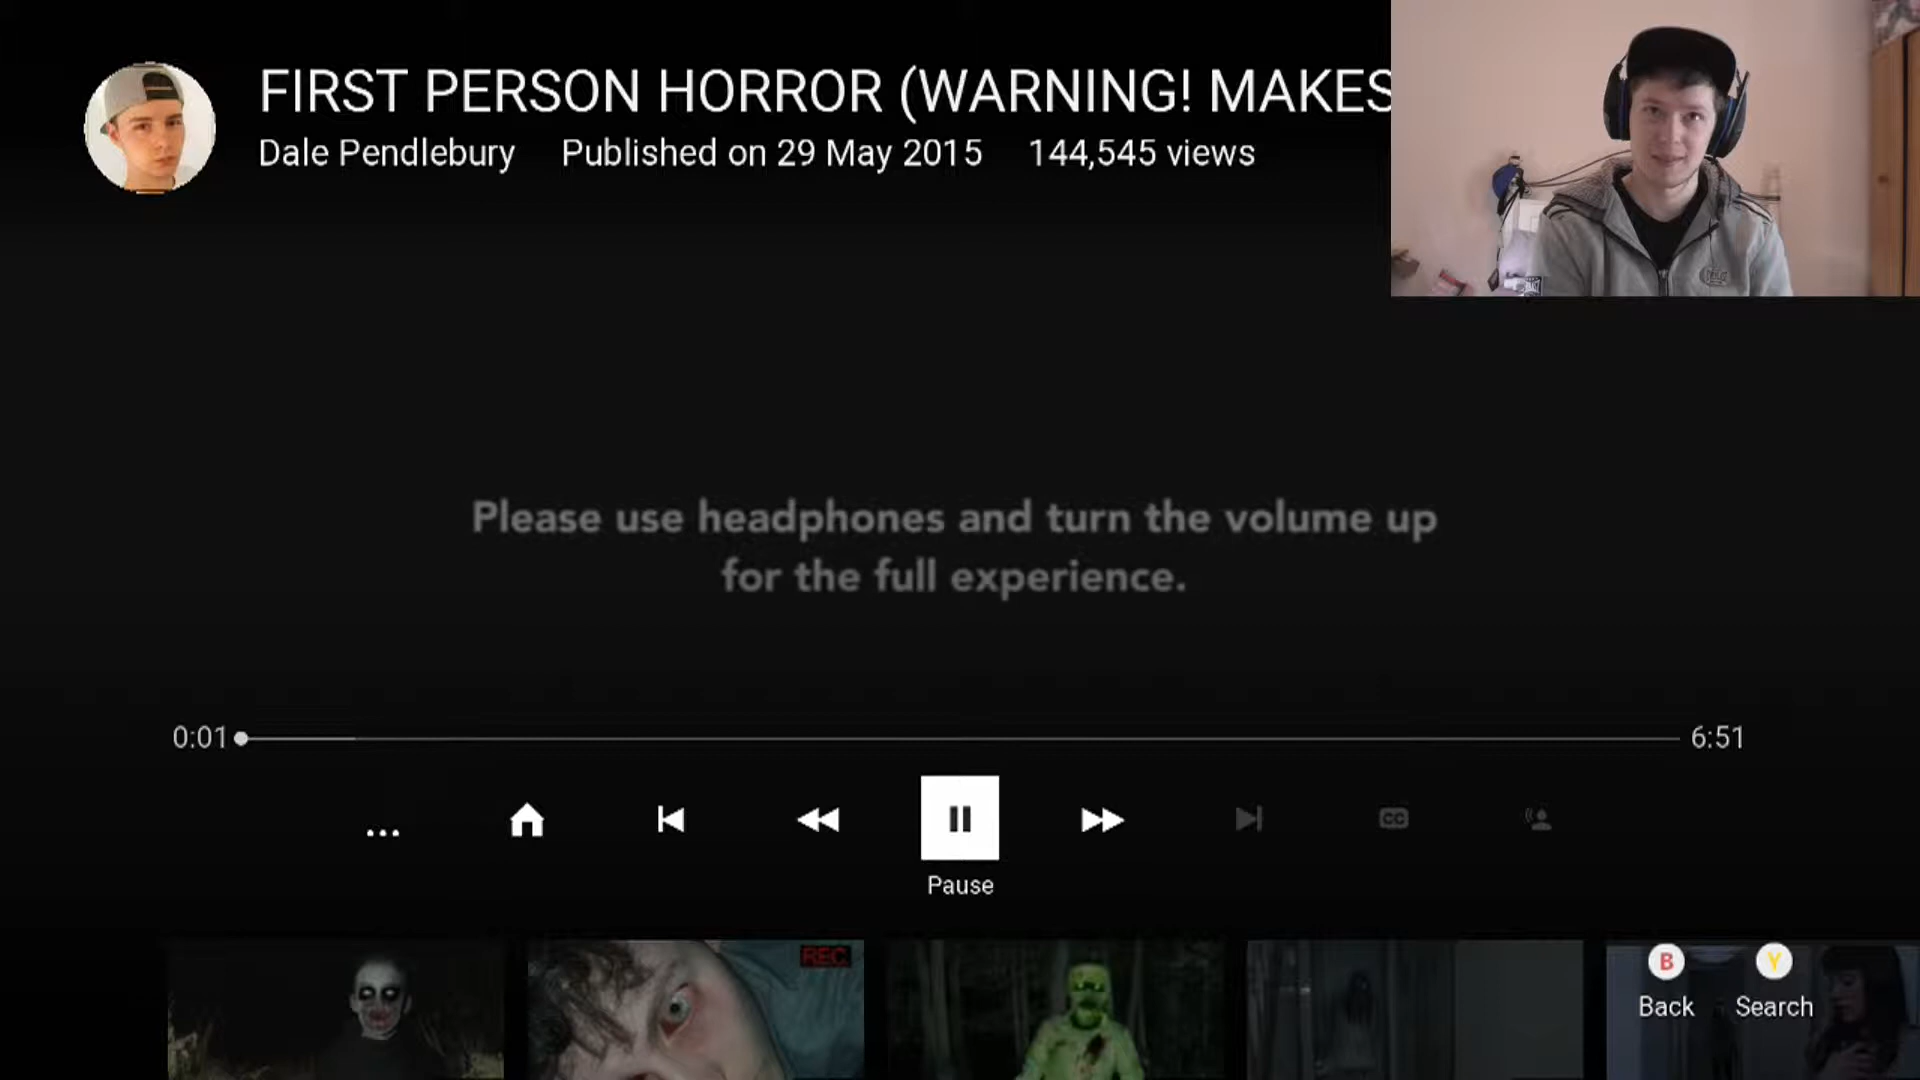 FIRST PERSON HORROR (WARNING! MAKES
Dale Pendlebury Published on 29 May 2015 144,545 views
Please use headphones and turn the volume up
for the full experience.
0:01 6:51
CC
Pause
REC
B Y
Back Search